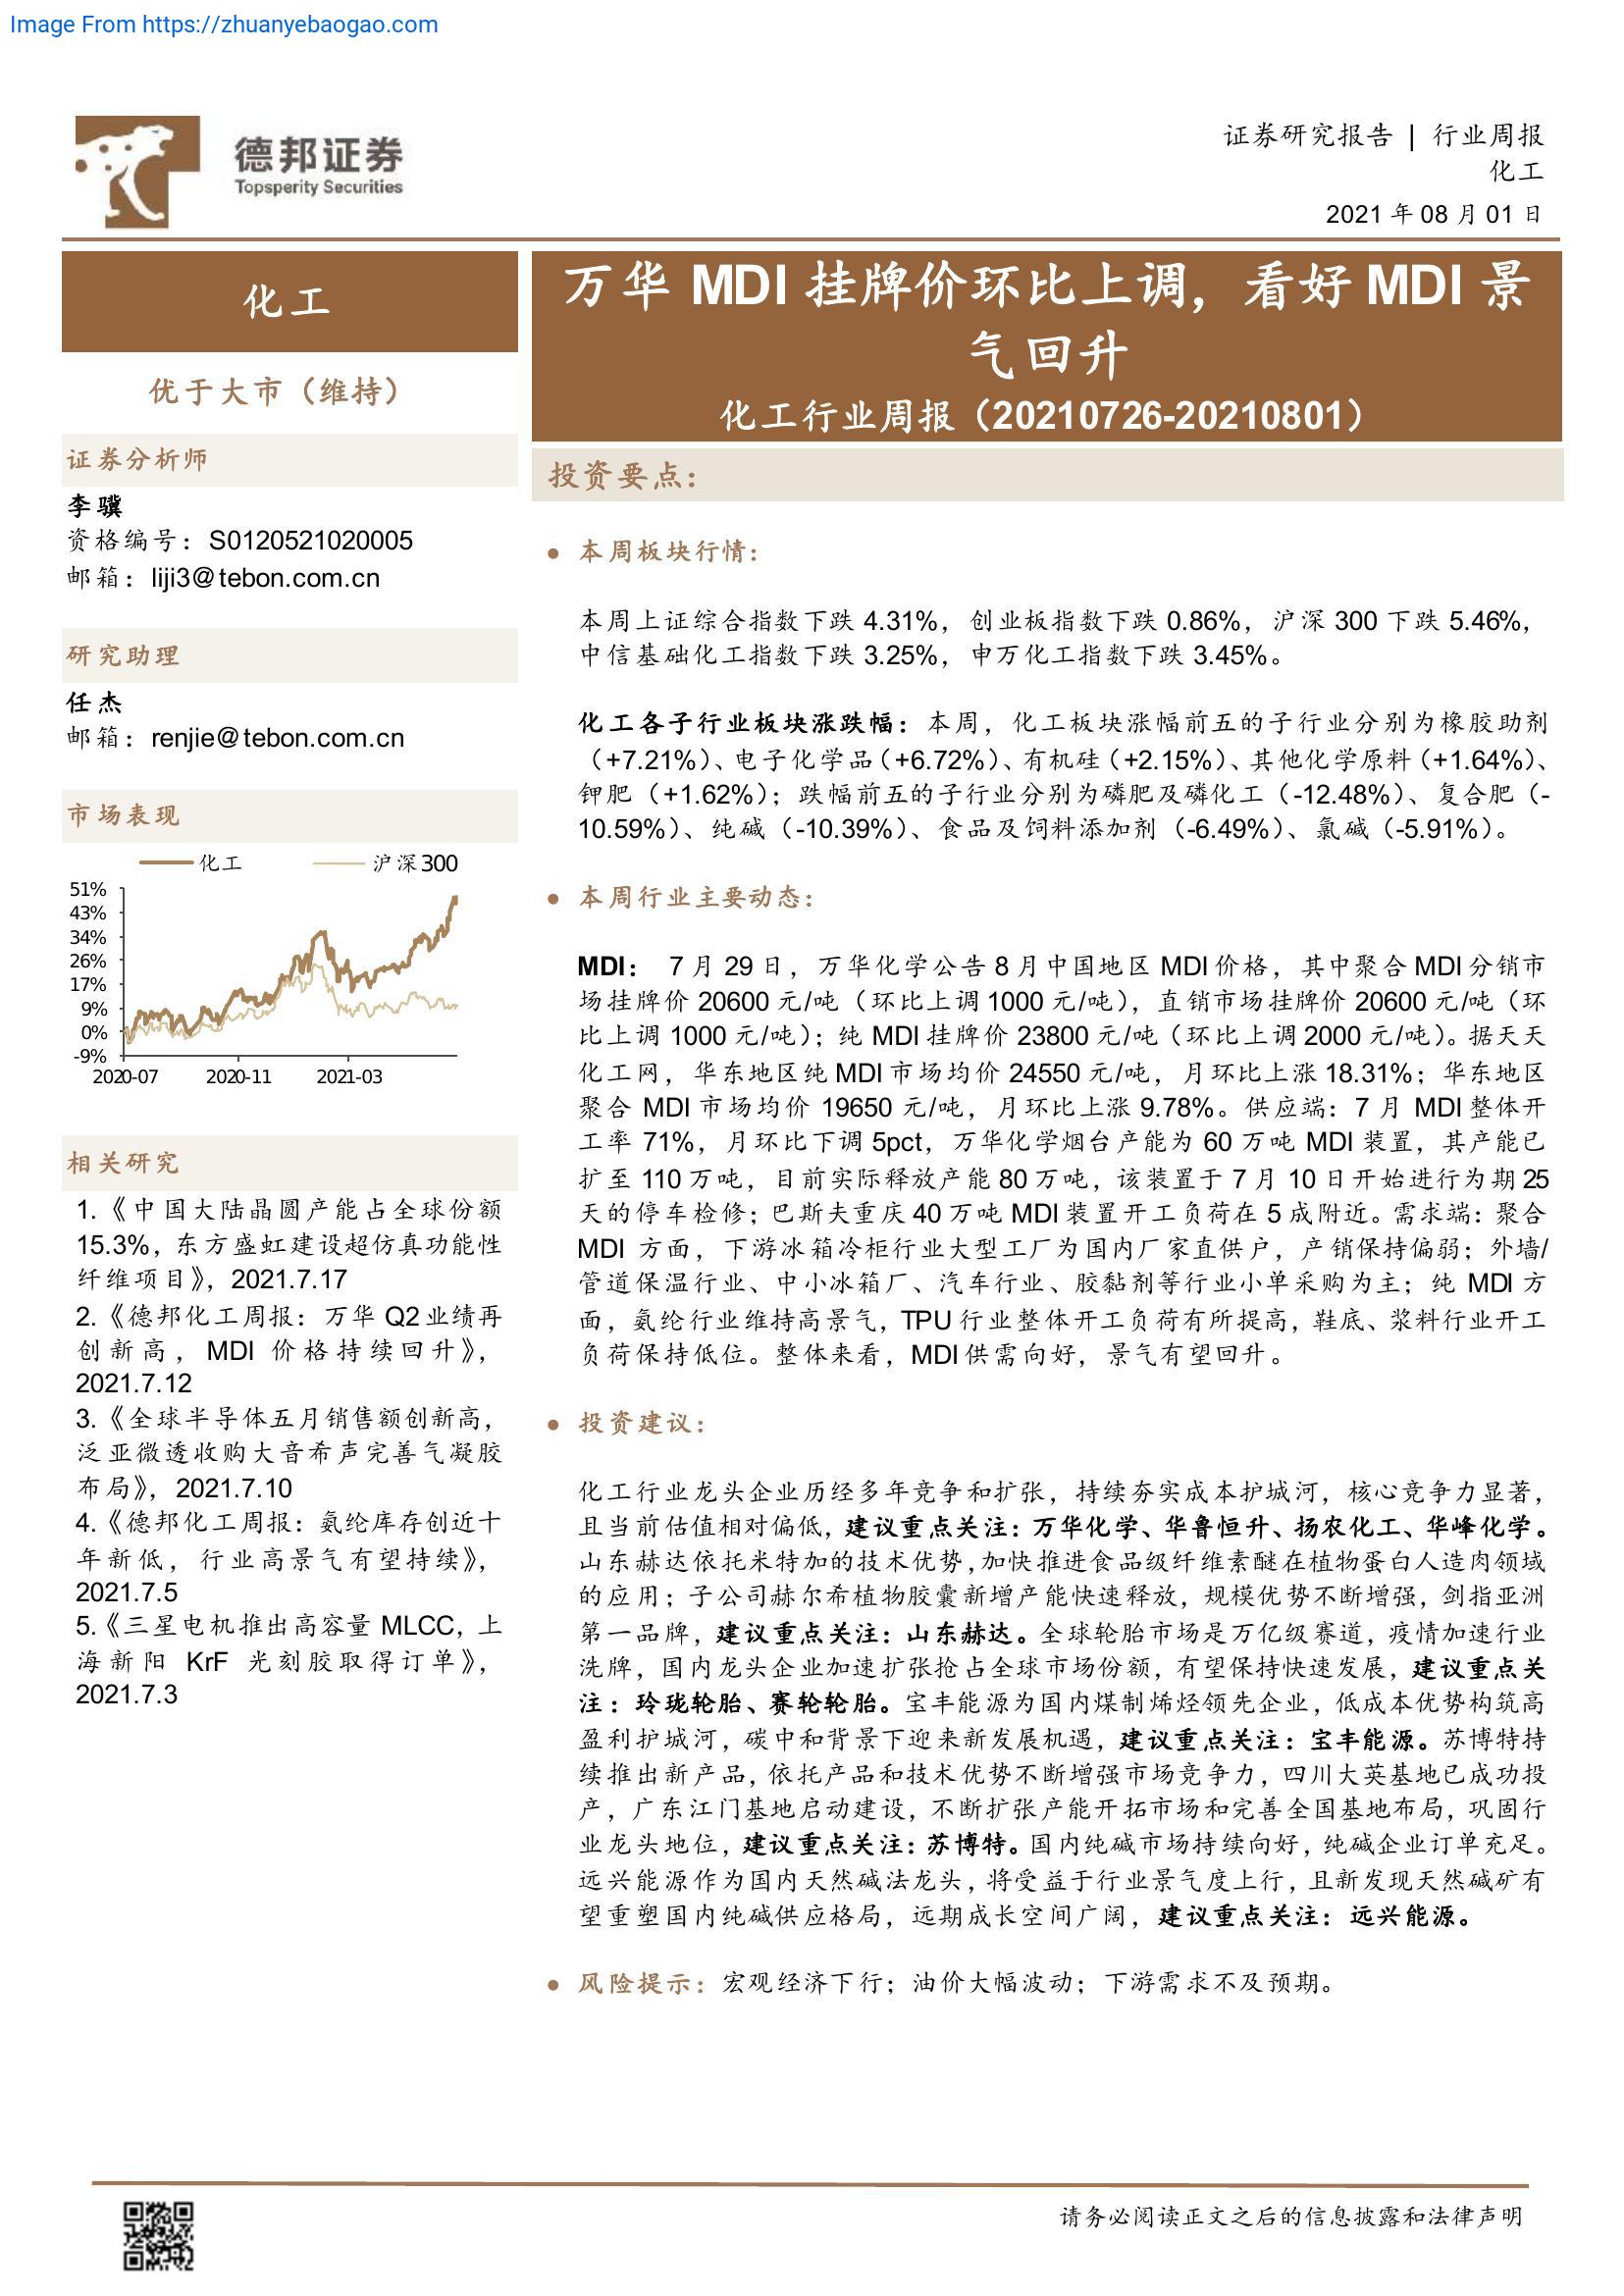 Image From https://zhuanyebaogao.com
德邦证券
Topsperity Securities
证券研究报告 | 行业周报
化工
2021 年 08 月 01 日
化工
优于大市（维持）
证券分析师
李骥
资格编号：S0120521020005
邮箱：liji3@tebon.com.cn
研究助理
任杰
邮箱：renjie@tebon.com.cn
市场表现
化工 沪深300
51%
43%
34%
26%
17%
9%
0%
-9%
2020-07 2020-11 2021-03
相关研究
1.《中国大陆晶圆产能占全球份额
15.3%，东方盛虹建设超仿真功能性
纤维项目》，2021.7.17
2.《德邦化工周报：万华 Q2 业绩再
创新高，MDI 价格持续回升》，
2021.7.12
3.《全球半导体五月销售额创新高，
泛亚微透收购大音希声完善气凝胶
布局》，2021.7.10
4.《德邦化工周报：氨纶库存创近十
年新低，行业高景气有望持续》，
2021.7.5
5.《三星电机推出高容量 MLCC，上
海新阳 KrF 光刻胶取得订单》，
2021.7.3
万华 MDI 挂牌价环比上调，看好 MDI 景
气回升
化工行业周报（20210726-20210801）
投资要点：
● 本周板块行情：
本周上证综合指数下跌 4.31%，创业板指数下跌 0.86%，沪深 300 下跌 5.46%，
中信基础化工指数下跌 3.25%，申万化工指数下跌 3.45%。
化工各子行业板块涨跌幅：本周，化工板块涨幅前五的子行业分别为橡胶助剂
（+7.21%）、电子化学品（+6.72%）、有机硅（+2.15%）、其他化学原料（+1.64%）、
钾肥（+1.62%）；跌幅前五的子行业分别为磷肥及磷化工（-12.48%）、复合肥（-
10.59%）、纯碱（-10.39%）、食品及饲料添加剂（-6.49%）、氯碱（-5.91%）。
● 本周行业主要动态：
MDI： 7 月 29 日，万华化学公告 8 月中国地区 MDI 价格，其中聚合 MDI 分销市
场挂牌价 20600 元/吨（环比上调 1000 元/吨），直销市场挂牌价 20600 元/吨（环
比上调 1000 元/吨）；纯 MDI 挂牌价 23800 元/吨（环比上调 2000 元/吨）。据天天
化工网，华东地区纯 MDI 市场均价 24550 元/吨，月环比上涨 18.31%；华东地区
聚合 MDI 市场均价 19650 元/吨，月环比上涨 9.78%。供应端：7 月 MDI 整体开
工率 71%，月环比下调 5pct，万华化学烟台产能为 60 万吨 MDI 装置，其产能已
扩至 110 万吨，目前实际释放产能 80 万吨，该装置于 7 月 10 日开始进行为期 25
天的停车检修；巴斯夫重庆 40 万吨 MDI 装置开工负荷在 5 成附近。需求端：聚合
MDI 方面，下游冰箱冷柜行业大型工厂为国内厂家直供户，产销保持偏弱；外墙/
管道保温行业、中小冰箱厂、汽车行业、胶黏剂等行业小单采购为主；纯 MDI 方
面，氨纶行业维持高景气，TPU 行业整体开工负荷有所提高，鞋底、浆料行业开工
负荷保持低位。整体来看，MDI 供需向好，景气有望回升。
● 投资建议：
化工行业龙头企业历经多年竞争和扩张，持续夯实成本护城河，核心竞争力显著，
且当前估值相对偏低，建议重点关注：万华化学、华鲁恒升、扬农化工、华峰化学。
山东赫达依托米特加的技术优势，加快推进食品级纤维素醚在植物蛋白人造肉领域
的应用；子公司赫尔希植物胶囊新增产能快速释放，规模优势不断增强，剑指亚洲
第一品牌，建议重点关注：山东赫达。全球轮胎市场是万亿级赛道，疫情加速行业
洗牌，国内龙头企业加速扩张抢占全球市场份额，有望保持快速发展，建议重点关
注：玲珑轮胎、赛轮轮胎。宝丰能源为国内煤制烯烃领先企业，低成本优势构筑高
盈利护城河，碳中和背景下迎来新发展机遇，建议重点关注：宝丰能源。苏博特持
续推出新产品，依托产品和技术优势不断增强市场竞争力，四川大英基地已成功投
产，广东江门基地启动建设，不断扩张产能开拓市场和完善全国基地布局，巩固行
业龙头地位，建议重点关注：苏博特。国内纯碱市场持续向好，纯碱企业订单充足。
远兴能源作为国内天然碱法龙头，将受益于行业景气度上行，且新发现天然碱矿有
望重塑国内纯碱供应格局，远期成长空间广阔，建议重点关注：远兴能源。
● 风险提示：宏观经济下行；油价大幅波动；下游需求不及预期。
请务必阅读正文之后的信息披露和法律声明